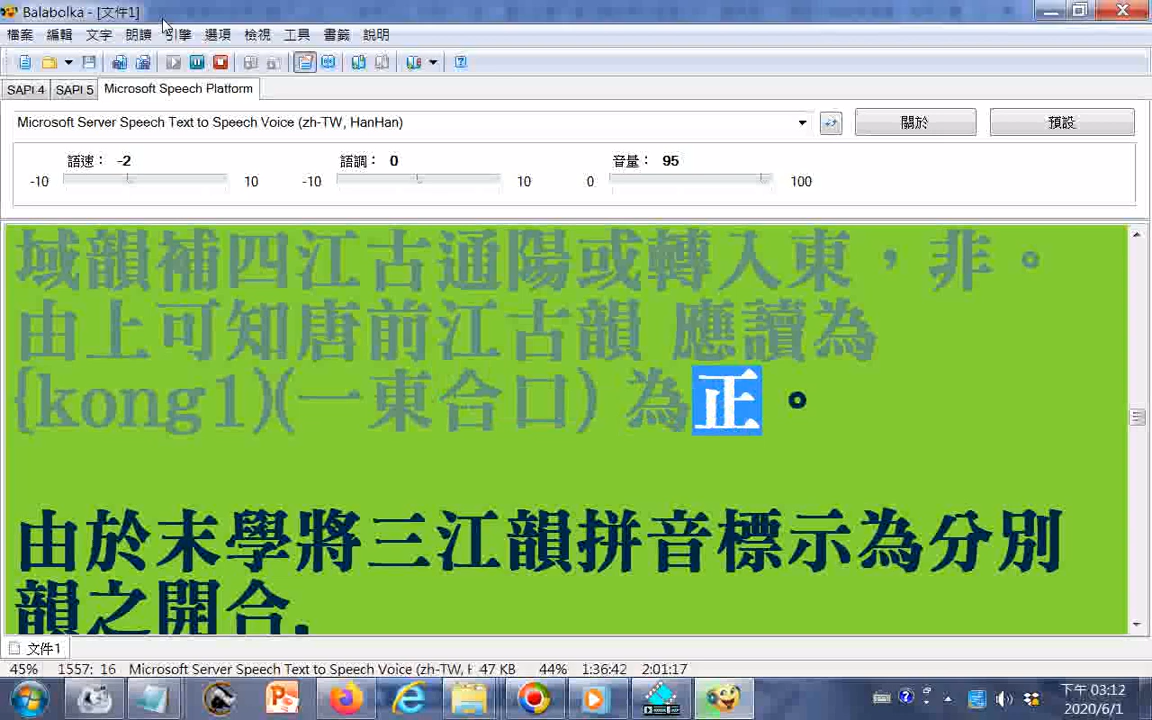 Balabolka - [文件1]
檔案 編輯 文字 朗讀 引擎 選項 檢視 工具 書籤 說明
SAPI 4 SAPI 5 Microsoft Speech Platform
Microsoft Server Speech Text to Speech Voice (zh-TW, HanHan) 關於 預設
語速： -2 語調： 0 音量： 95
-10 10 -10 10 0 100
域韻補四江古通陽或轉入東，非。
由上可知唐前江古韻 應讀為
{kong1)(一東合口) 為正。
由於末學將三江韻拼音標示為分別
韻之開合,
文件1
45% 1557: 16 Microsoft Server Speech Text to Speech Voice (zh-TW, H 47 KB 44% 1:36:42 2:01:17
下午 03:12
2020/6/1